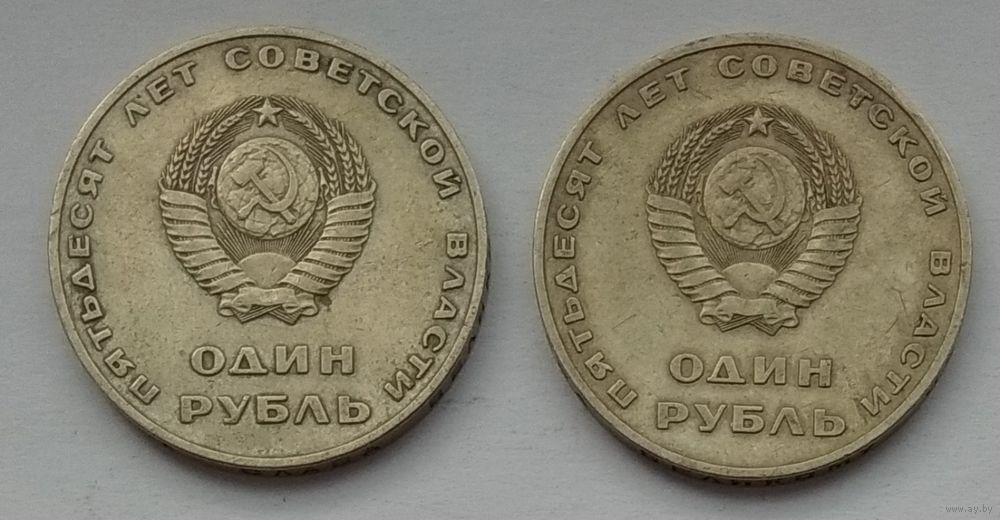 ПЯТЬДЕСЯТ ЛЕТ СОВЕТСКОЙ ВЛАСТИ
ОДИН
РУБЛЬ
ПЯТЬДЕСЯТ ЛЕТ СОВЕТСКОЙ ВЛАСТИ
ОДИН
РУБЛЬ
www.ay.by